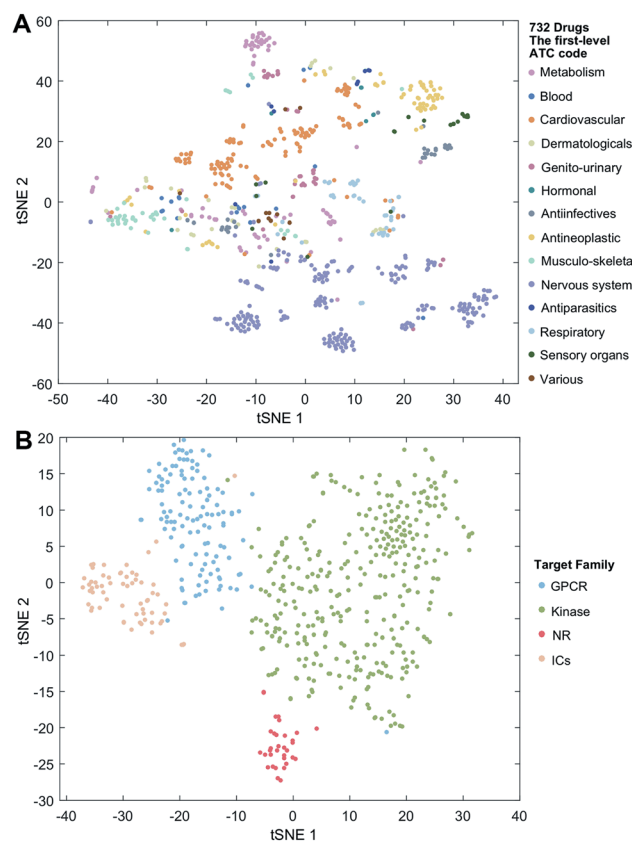 A
732 Drugs
The first-level
ATC code
Metabolism
Blood
Cardiovascular
Dermatologicals
Genito-urinary
Hormonal
Antiinfectives
Antineoplastic
Musculo-skeleta
Nervous system
Antiparasitics
Respiratory
Sensory organs
Various
60
40
20
0
-20
-40
-60
tSNE 2
-50 -40 -30 -20 -10 0 10 20 30 40
tSNE 1
B
20
15
10
5
0
-5
-10
-15
-20
-25
-30
tSNE 2
-40 -30 -20 -10 0 10 20 30 40
tSNE 1
Target Family
GPCR
Kinase
NR
ICs